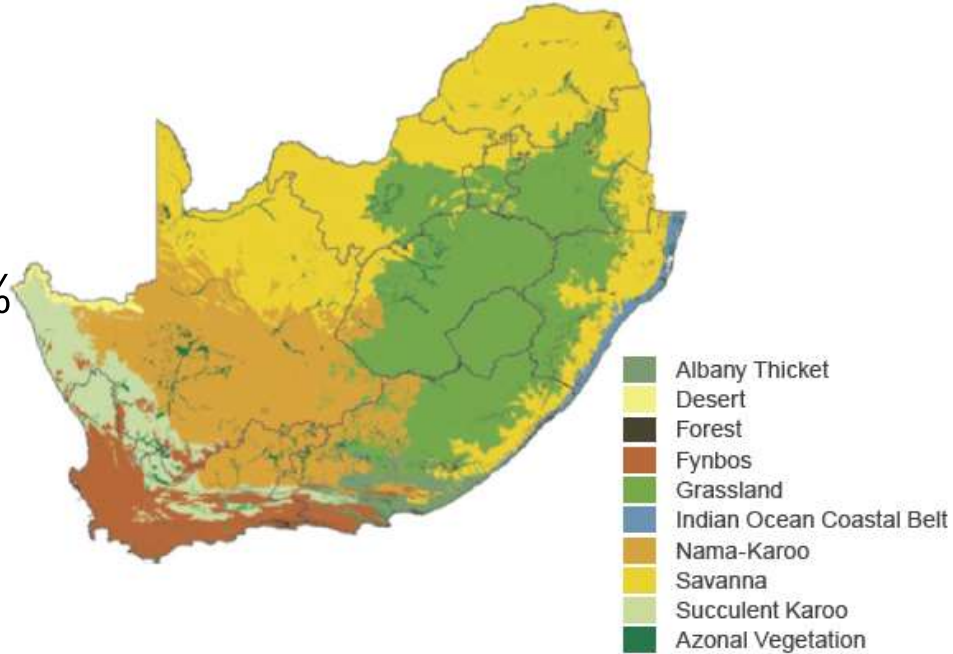 %
Albany Thicket
Desert
Forest
Fynbos
Grassland
Indian Ocean Coastal Belt
Nama-Karoo
Savanna
Succulent Karoo
Azonal Vegetation